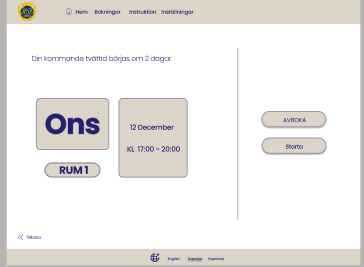 Hem Bokningar Instruktion Inställningar
Din kommande tvättid börjas om 2 dagar.
Ons
RUM 1
12 December
KL 17:00 - 20:00
AVBOKA
Starta
Tillbaka
English Svenska Español